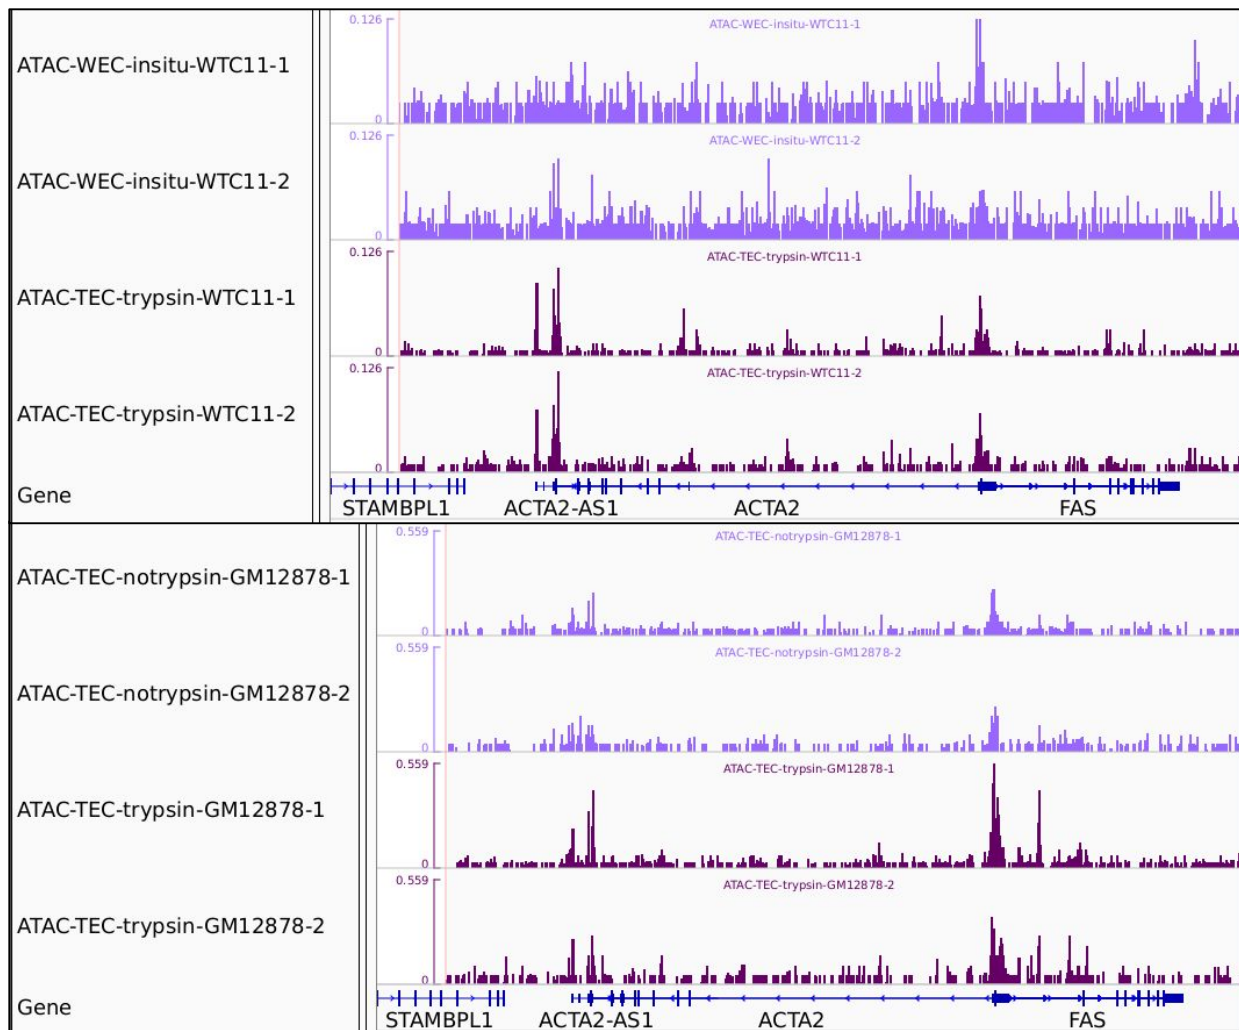 0.126
ATAC-WEC-insitu-WTC11-1
ATAC-WEC-insitu-WTC11-1
0
0.126
ATAC-WEC-insitu-WTC11-2
ATAC-WEC-insitu-WTC11-2
0
0.126
ATAC-TEC-trypsin-WTC11-1
ATAC-TEC-trypsin-WTC11-1
0
0.126
ATAC-TEC-trypsin-WTC11-2
ATAC-TEC-trypsin-WTC11-2
0
Gene
STAMBPL1 ACTA2-AS1 ACTA2 FAS
0.559
ATAC-TEC-notrypsin-GM12878-1
ATAC-TEC-notrypsin-GM12878-1
0
0.559
ATAC-TEC-notrypsin-GM12878-2
ATAC-TEC-notrypsin-GM12878-2
0
0.559
ATAC-TEC-trypsin-GM12878-1
ATAC-TEC-trypsin-GM12878-1
0
0.559
ATAC-TEC-trypsin-GM12878-2
ATAC-TEC-trypsin-GM12878-2
0
Gene
STAMBPL1 ACTA2-AS1 ACTA2 FAS